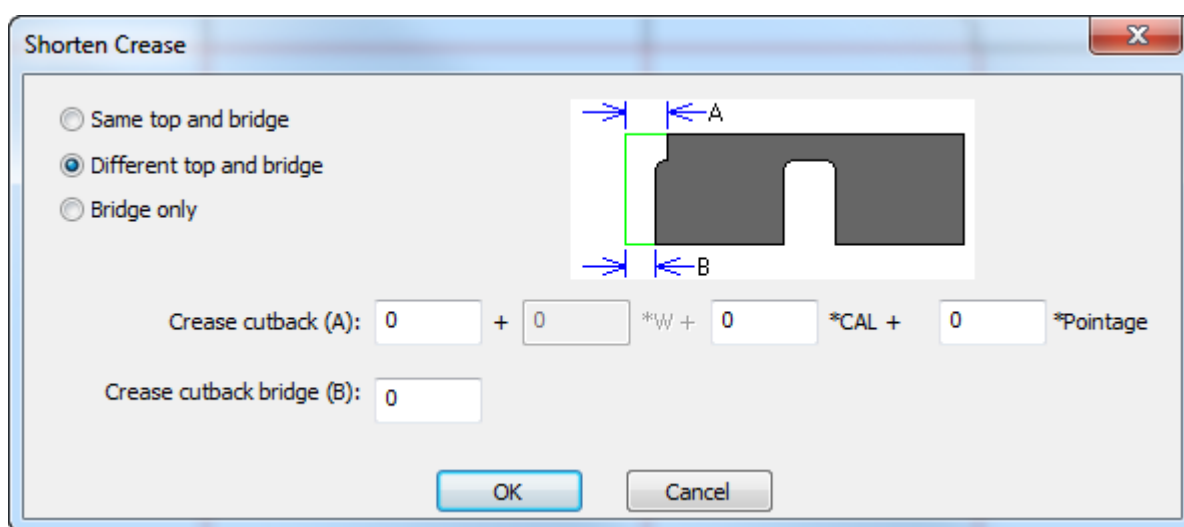 Shorten Crease
Same top and bridge
Different top and bridge
Bridge only
A
B
Crease cutback (A): 0 + 0 *W + 0 *CAL + 0 *Pointage
Crease cutback bridge (B): 0
OK Cancel